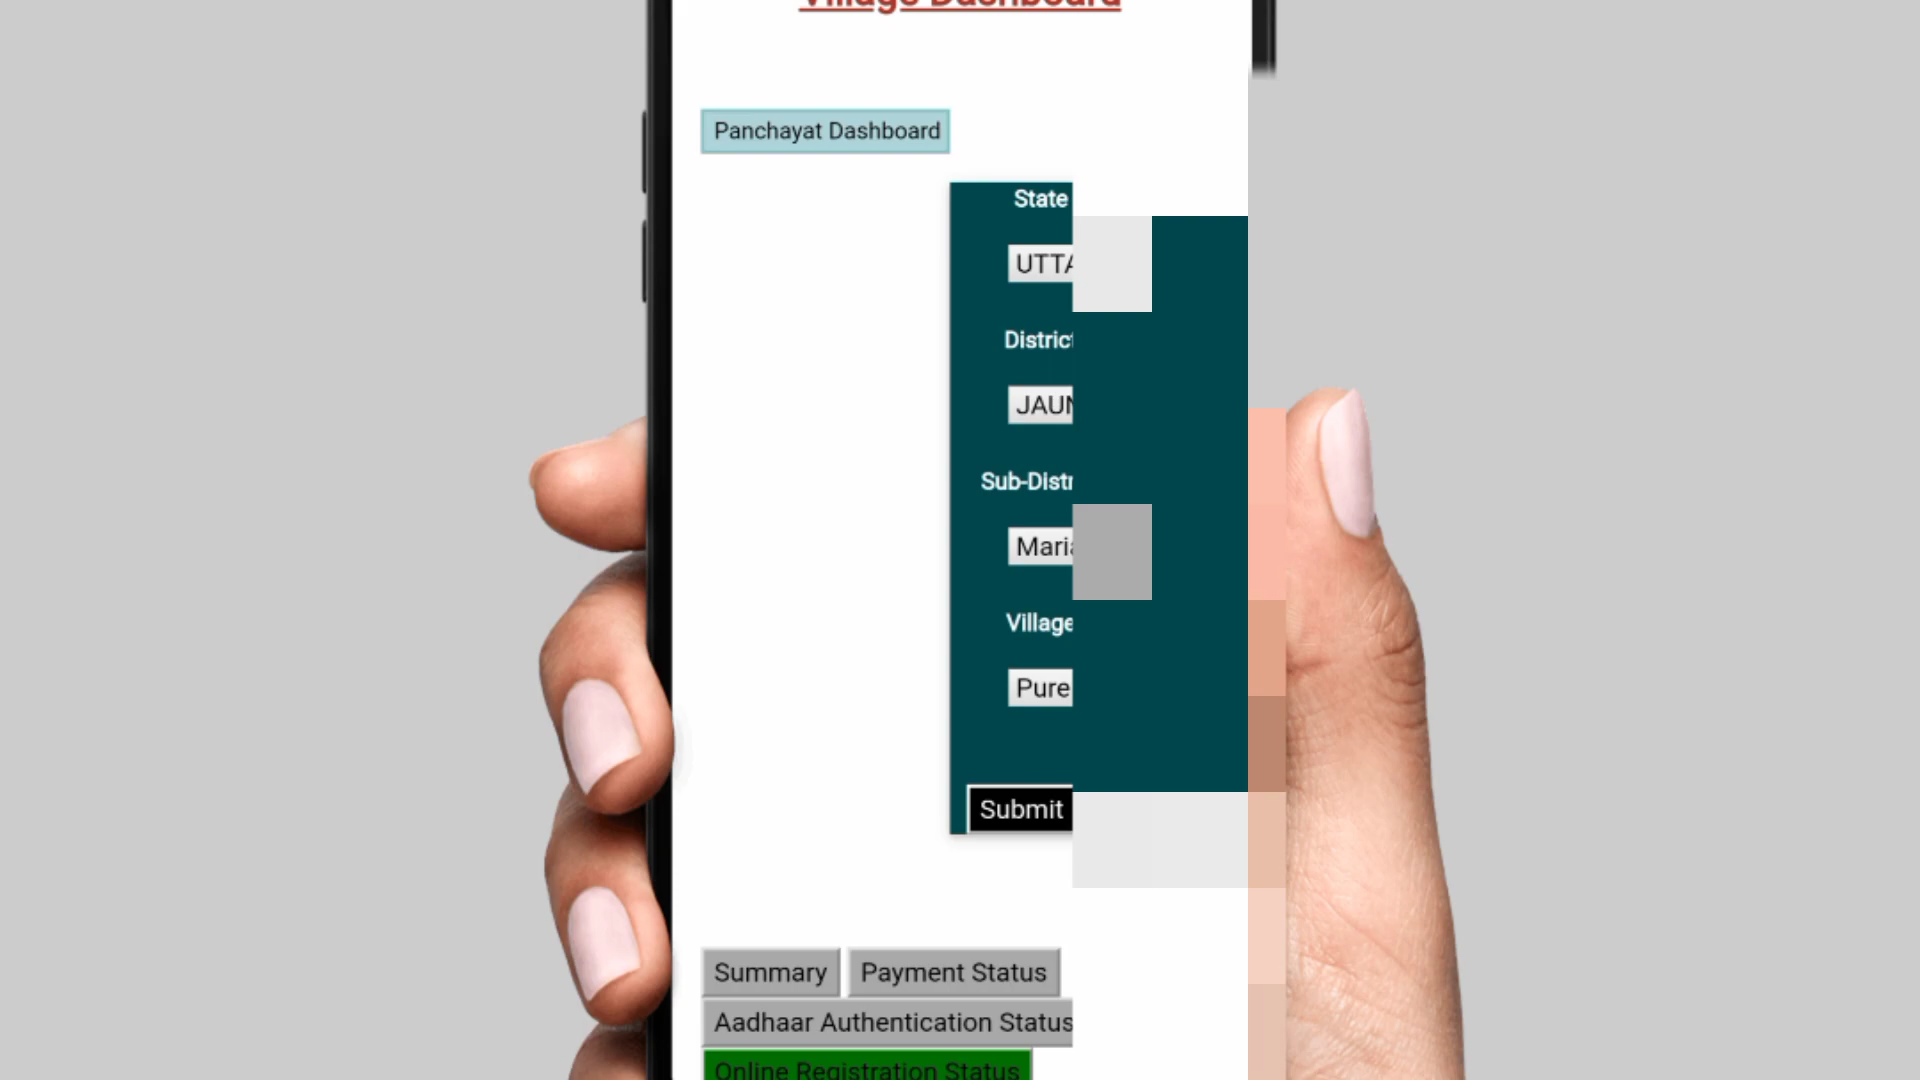 Village Dashboard
Panchayat Dashboard
State
UTTA
District
JAUN
Sub-Distr
Maria
Village
Pure
Submit
Summary Payment Status
Aadhaar Authentication Status
Online Registration Status